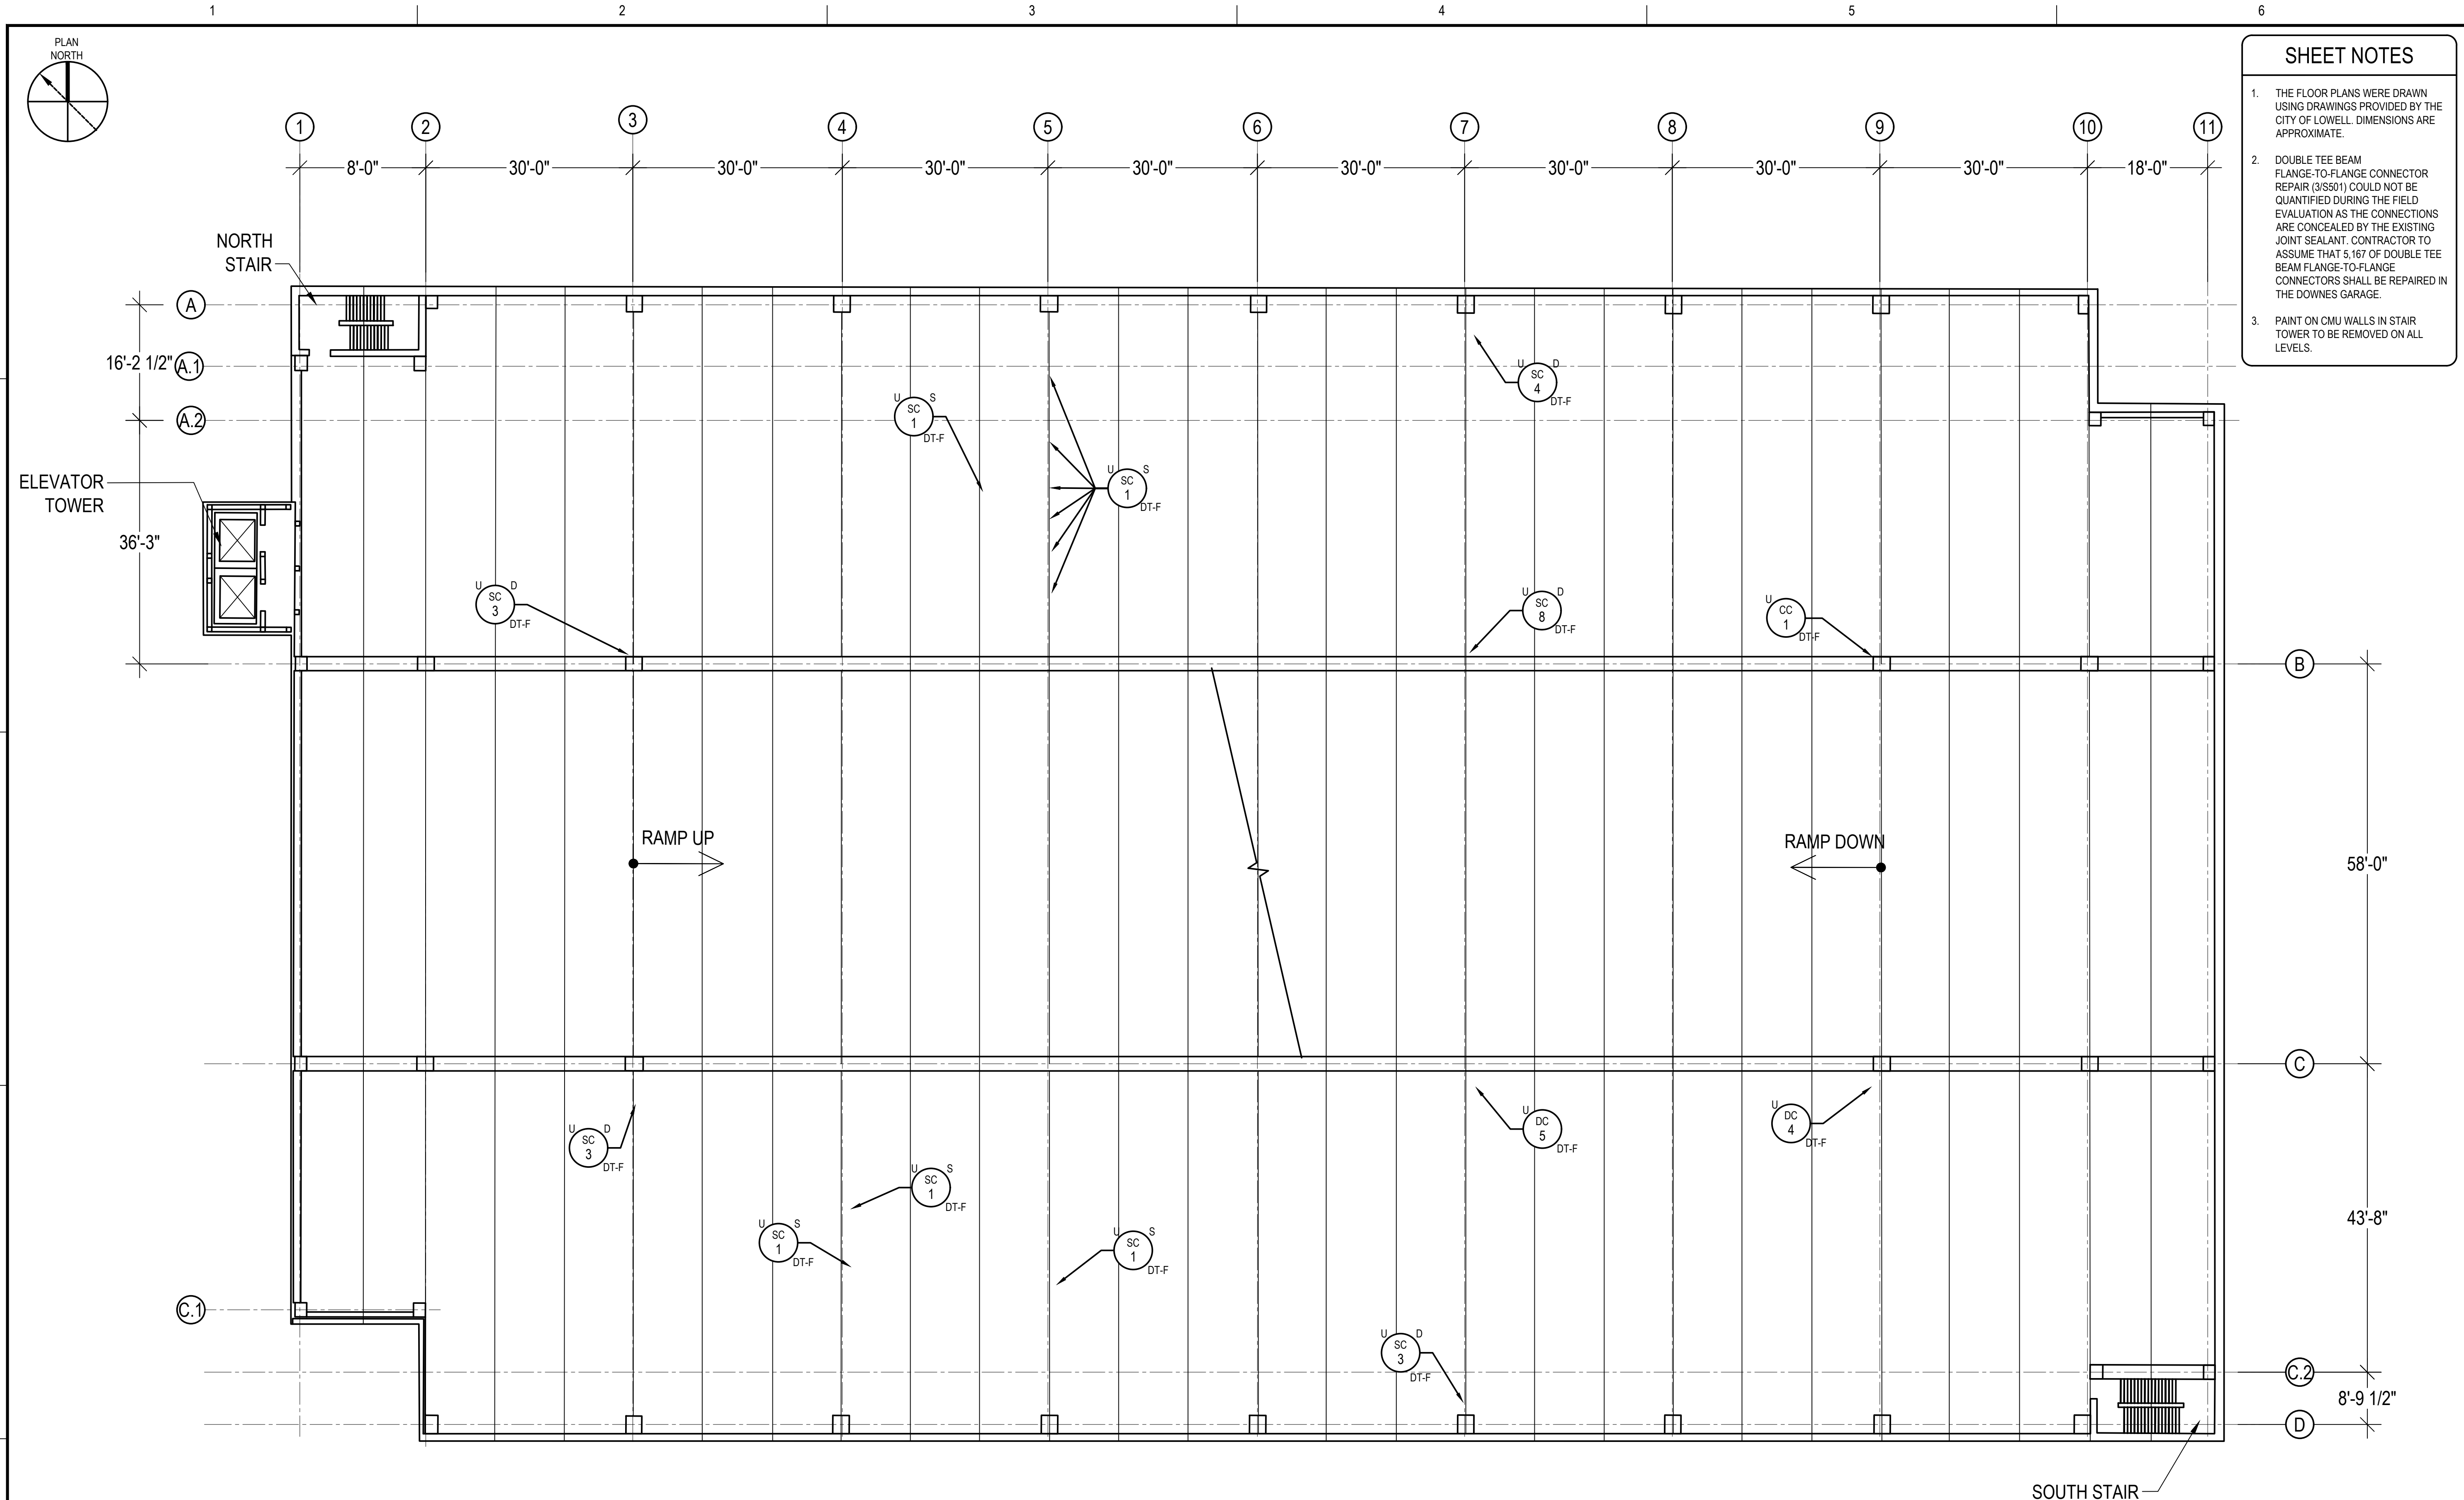 1 2 3 4 5 6
PLAN
NORTH
SHEET NOTES
1. THE FLOOR PLANS WERE DRAWN
USING DRAWINGS PROVIDED BY THE
CITY OF LOWELL. DIMENSIONS ARE
APPROXIMATE.
2. DOUBLE TEE BEAM
FLANGE-TO-FLANGE CONNECTOR
REPAIR (3/S501) COULD NOT BE
QUANTIFIED DURING THE FIELD
EVALUATION AS THE CONNECTIONS
ARE CONCEALED BY THE EXISTING
JOINT SEALANT. CONTRACTOR TO
ASSUME THAT 5,167 OF DOUBLE TEE
BEAM FLANGE-TO-FLANGE
CONNECTORS SHALL BE REPAIRED IN
THE DOWNES GARAGE.
3. PAINT ON CMU WALLS IN STAIR
TOWER TO BE REMOVED ON ALL
LEVELS.
1 2 3 4 5 6 7 8 9 10 11
8'-0" 30'-0" 30'-0" 30'-0" 30'-0" 30'-0" 30'-0" 30'-0" 30'-0" 18'-0"
NORTH
STAIR
A
16'-2 1/2"
A.1
A.2
U D
SC
4
DT-F
U S
SC
1
DT-F
U S
SC
1
DT-F
ELEVATOR
TOWER
36'-3"
U D
SC
3
DT-F
U D
SC
8
DT-F
U
CC
1
DT-F
B
RAMP UP
RAMP DOWN
58'-0"
C
U D
SC
3
DT-F
U
DC
5
DT-F
U
DC
4
DT-F
U S
SC
1
DT-F
U S
SC
1
DT-F
U S
SC
1
DT-F
43'-8"
C.1
U D
SC
3
DT-F
C.2
8'-9 1/2"
D
SOUTH STAIR